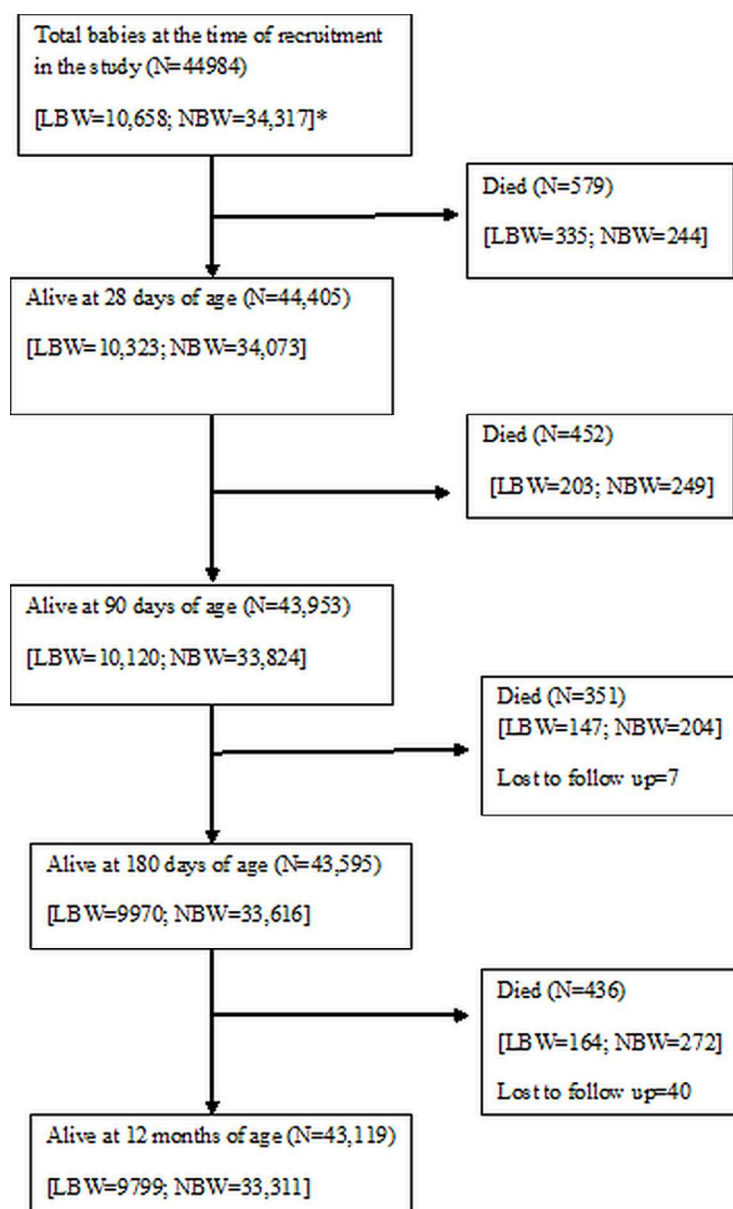 Total babies at the time of recruitment
in the study (N=44984)
[LBW=10,658; NBW=34,317]*
Died (N=579)
[LBW=335; NBW=244]
Alive at 28 days of age (N=44,405)
[LBW=10,323; NBW=34,073]
Died (N=452)
[LBW=203; NBW=249]
Alive at 90 days of age (N=43,953)
[LBW=10,120; NBW=33,824]
Died (N=351)
[LBW=147; NBW=204]
Lost to follow up=7
Alive at 180 days of age (N=43,595)
[LBW=9970; NBW=33,616]
Died (N=436)
[LBW=164; NBW=272]
Lost to follow up=40
Alive at 12 months of age (N=43,119)
[LBW=9799; NBW=33,311]